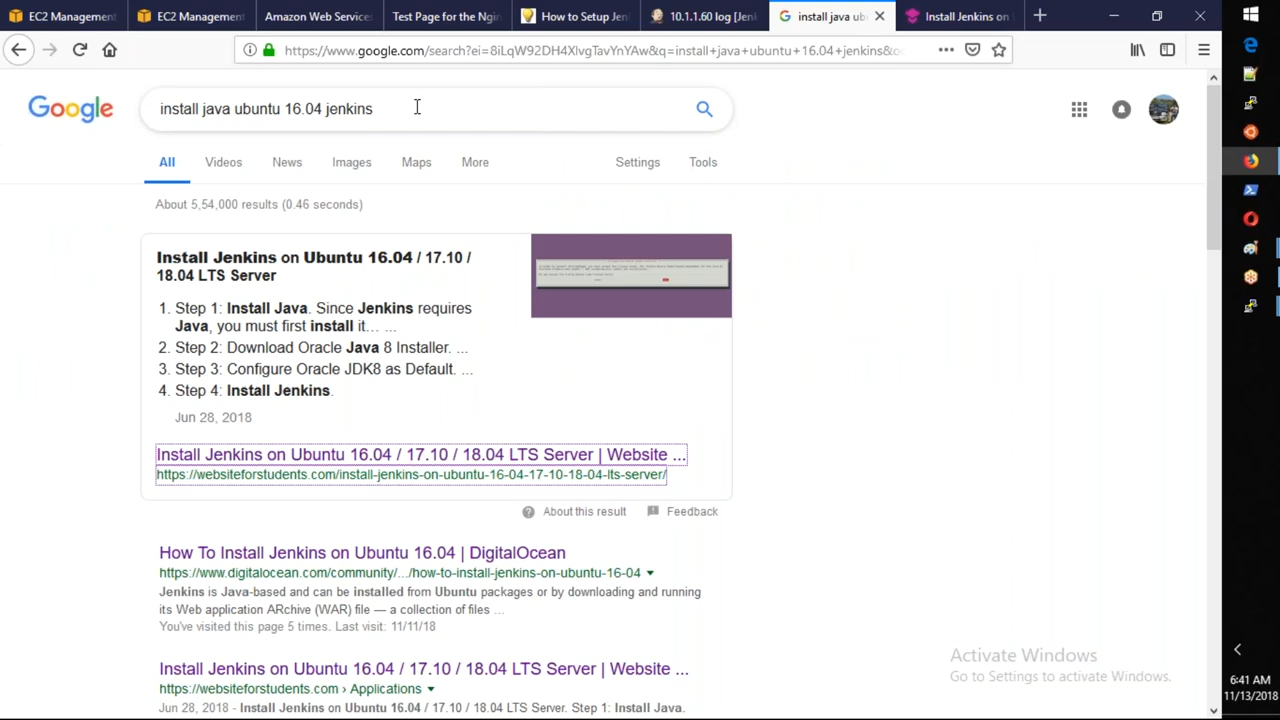 EC2 Management
EC2 Management
Amazon Web Services
Test Page for the Ngin
How to Setup Jen
10.1.1.60 log [Jenk
install java ub
Install Jenkins on
https://www.google.com/search?ei=8iLqW92DH4XlvgTavYnYAw&q=install+java+ubuntu+16.04+jenkins&o
Google
install java ubuntu 16.04 jenkins
All
Videos
News
Images
Maps
More
Settings
Tools
About 5,54,000 results (0.46 seconds)
Install Jenkins on Ubuntu 16.04 / 17.10 /
18.04 LTS Server
1. Step 1: Install Java. Since Jenkins requires
Java, you must first install it… ...
2. Step 2: Download Oracle Java 8 Installer. ...
3. Step 3: Configure Oracle JDK8 as Default. ...
4. Step 4: Install Jenkins.
Jun 28, 2018
Install Jenkins on Ubuntu 16.04 / 17.10 / 18.04 LTS Server | Website ...
https://websiteforstudents.com/install-jenkins-on-ubuntu-16-04-17-10-18-04-lts-server/
About this result
Feedback
How To Install Jenkins on Ubuntu 16.04 | DigitalOcean
https://www.digitalocean.com/community/.../how-to-install-jenkins-on-ubuntu-16-04
Jenkins is Java-based and can be installed from Ubuntu packages or by downloading and running
its Web application ARchive (WAR) file — a collection of files ...
You've visited this page 5 times. Last visit: 11/11/18
Install Jenkins on Ubuntu 16.04 / 17.10 / 18.04 LTS Server | Website ...
https://websiteforstudents.com › Applications
Jun 28, 2018 - Install Jenkins on Ubuntu 16.04 / 17.10 / 18.04 LTS Server. Step 1: Install Java.
Activate Windows
Go to Settings to activate Windows.
6:41 AM
11/13/2018